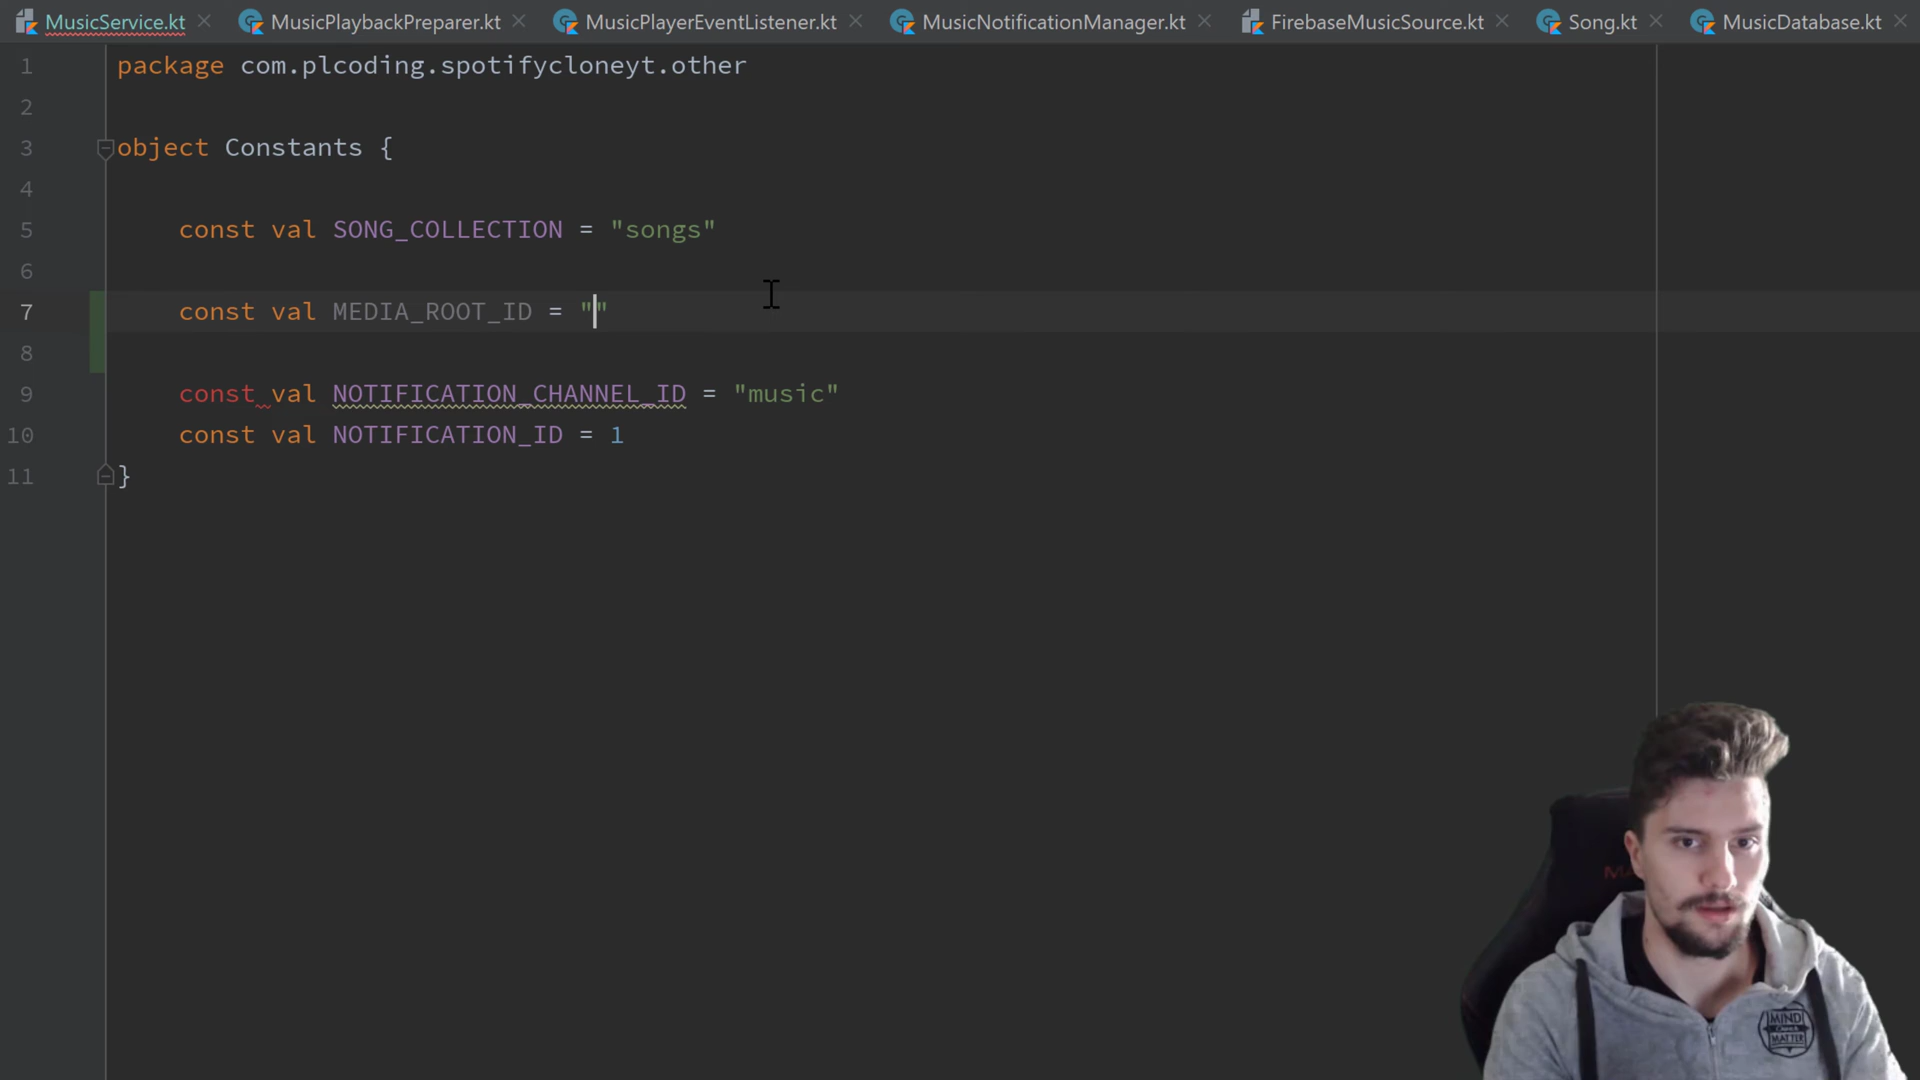 MusicService.kt MusicPlaybackPreparer.kt MusicPlayerEventListener.kt MusicNotificationManager.kt FirebaseMusicSource.kt Song.kt MusicDatabase.kt
1 package com.plcoding.spotifycloneyt.other
2
3 object Constants {
4
5 const val SONG_COLLECTION = "songs"
6
7 const val MEDIA_ROOT_ID = ""
8
9 const val NOTIFICATION_CHANNEL_ID = "music"
10 const val NOTIFICATION_ID = 1
11 }
MIND
MATTER